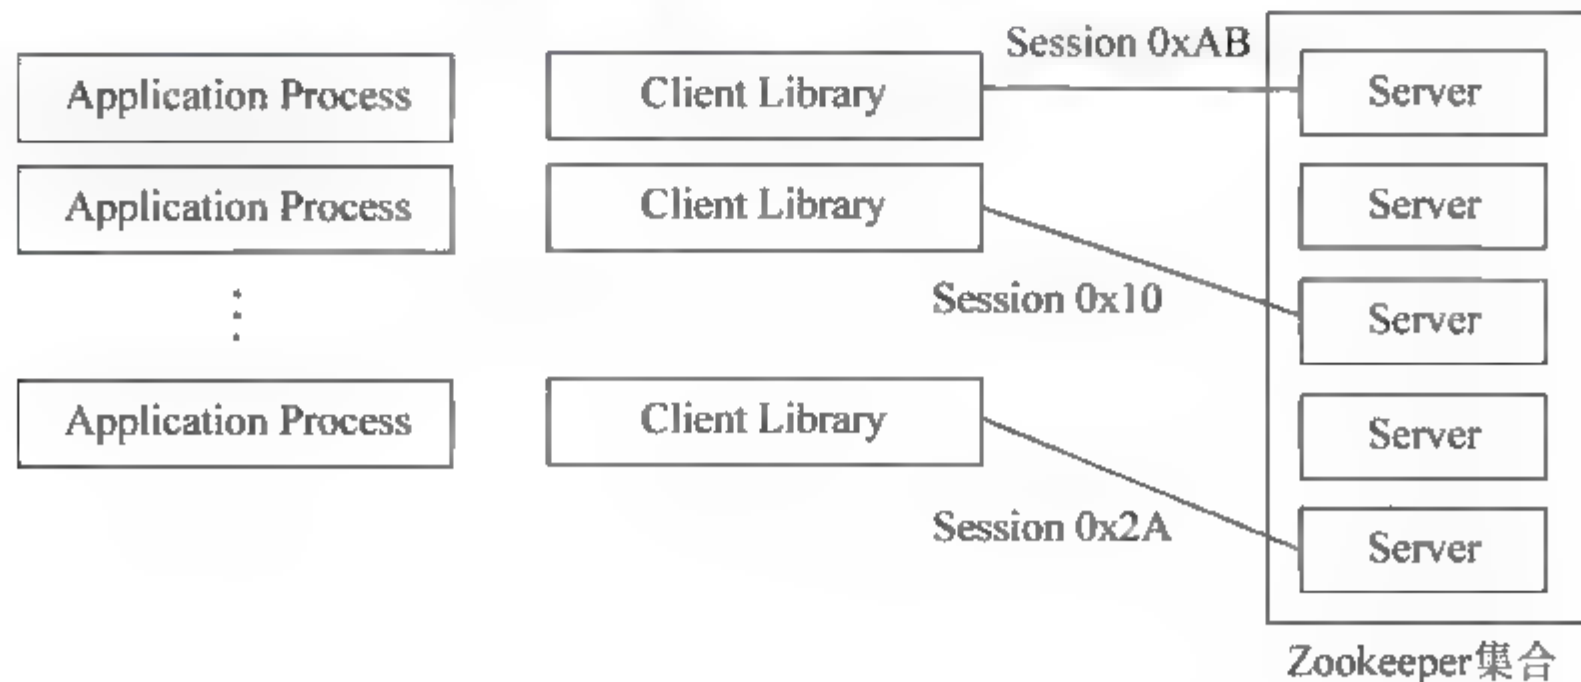 Session 0xAB
Application Process
Client Library
Server
Application Process
Client Library
Server
Session 0x10
Server
Application Process
Client Library
Server
Session 0x2A
Server
Zookeeper集合